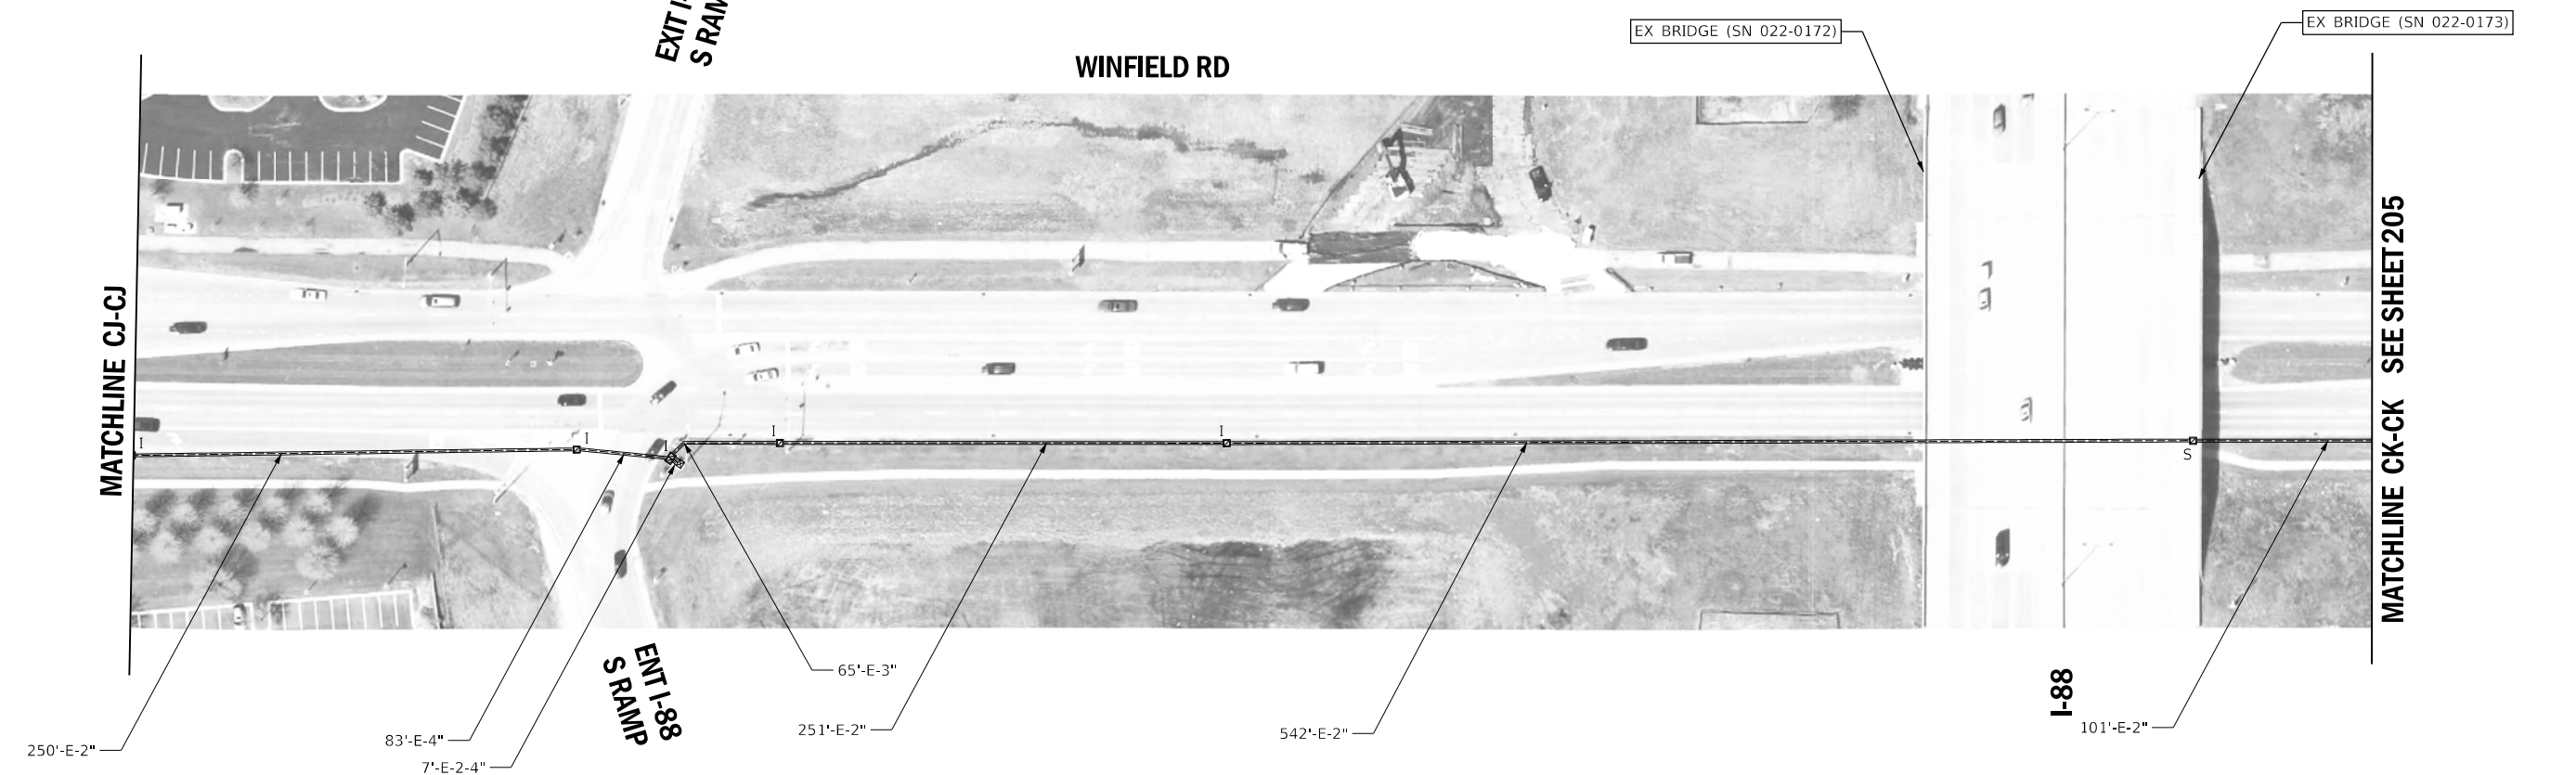 EXIT I-
S RAM
WINFIELD RD
EX BRIDGE (SN 022-0172)
EX BRIDGE (SN 022-0173)
MATCHLINE CJ-CJ
MATCHLINE CK-CK SEE SHEET 205
I
I
I
I
I
S
65'-E-3"
250'-E-2"
83'-E-4"
7'-E-2-4"
251'-E-2"
542'-E-2"
101'-E-2"
ENT I-88
S RAMP
I-88